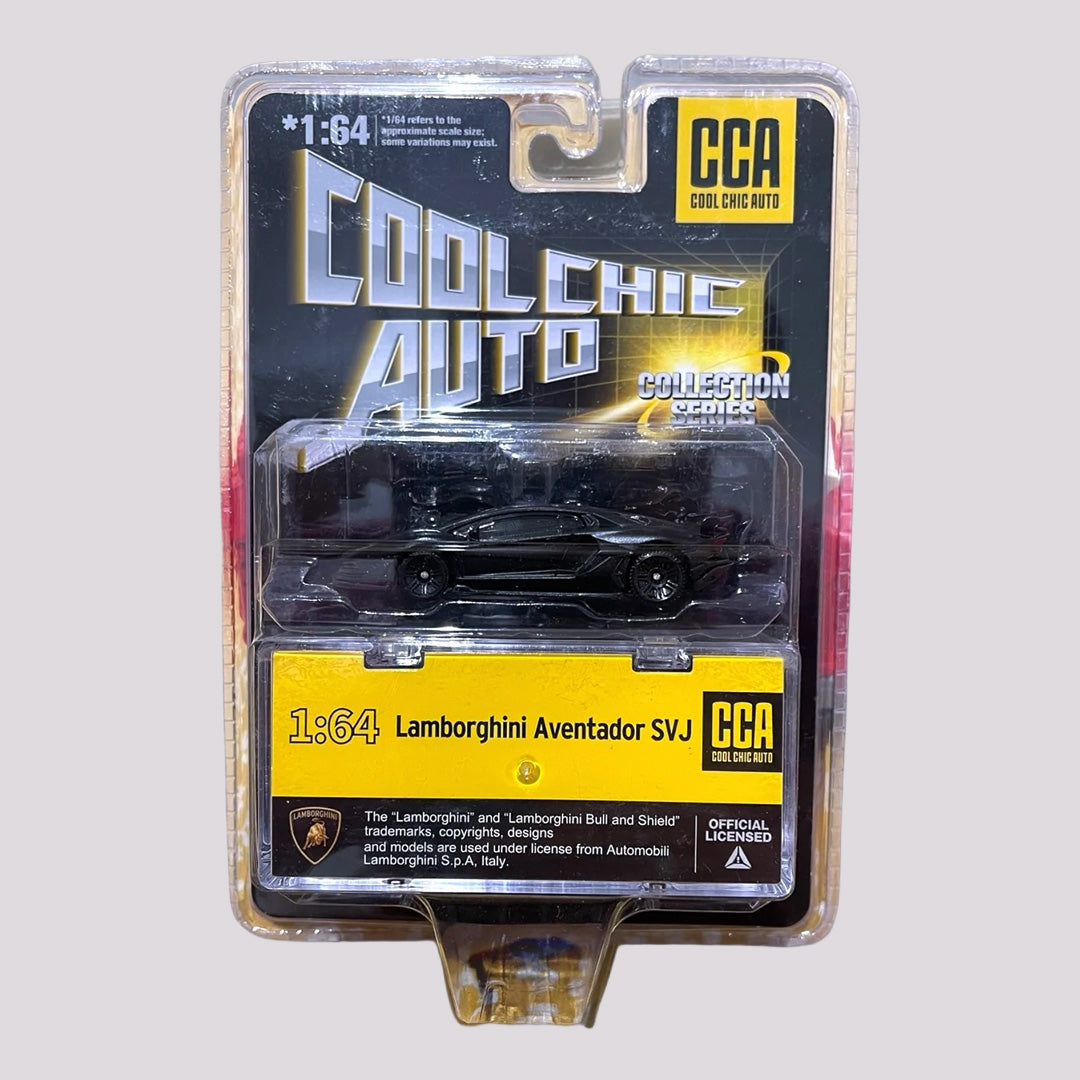 *1:64
*1/64 refers to the
approximate scale size;
some variations may exist.
CCA
COOL CHIC AUTO
COOL CHIC
AUTO
COLLECTION
SERIES
1:64 Lamborghini Aventador SVJ
CCA
COOL CHIC AUTO
LAMBORGHINI
The “Lamborghini” and “Lamborghini Bull and Shield”
trademarks, copyrights, designs
and models are used under license from Automobili
Lamborghini S.p.A, Italy.
OFFICIAL
LICENSED